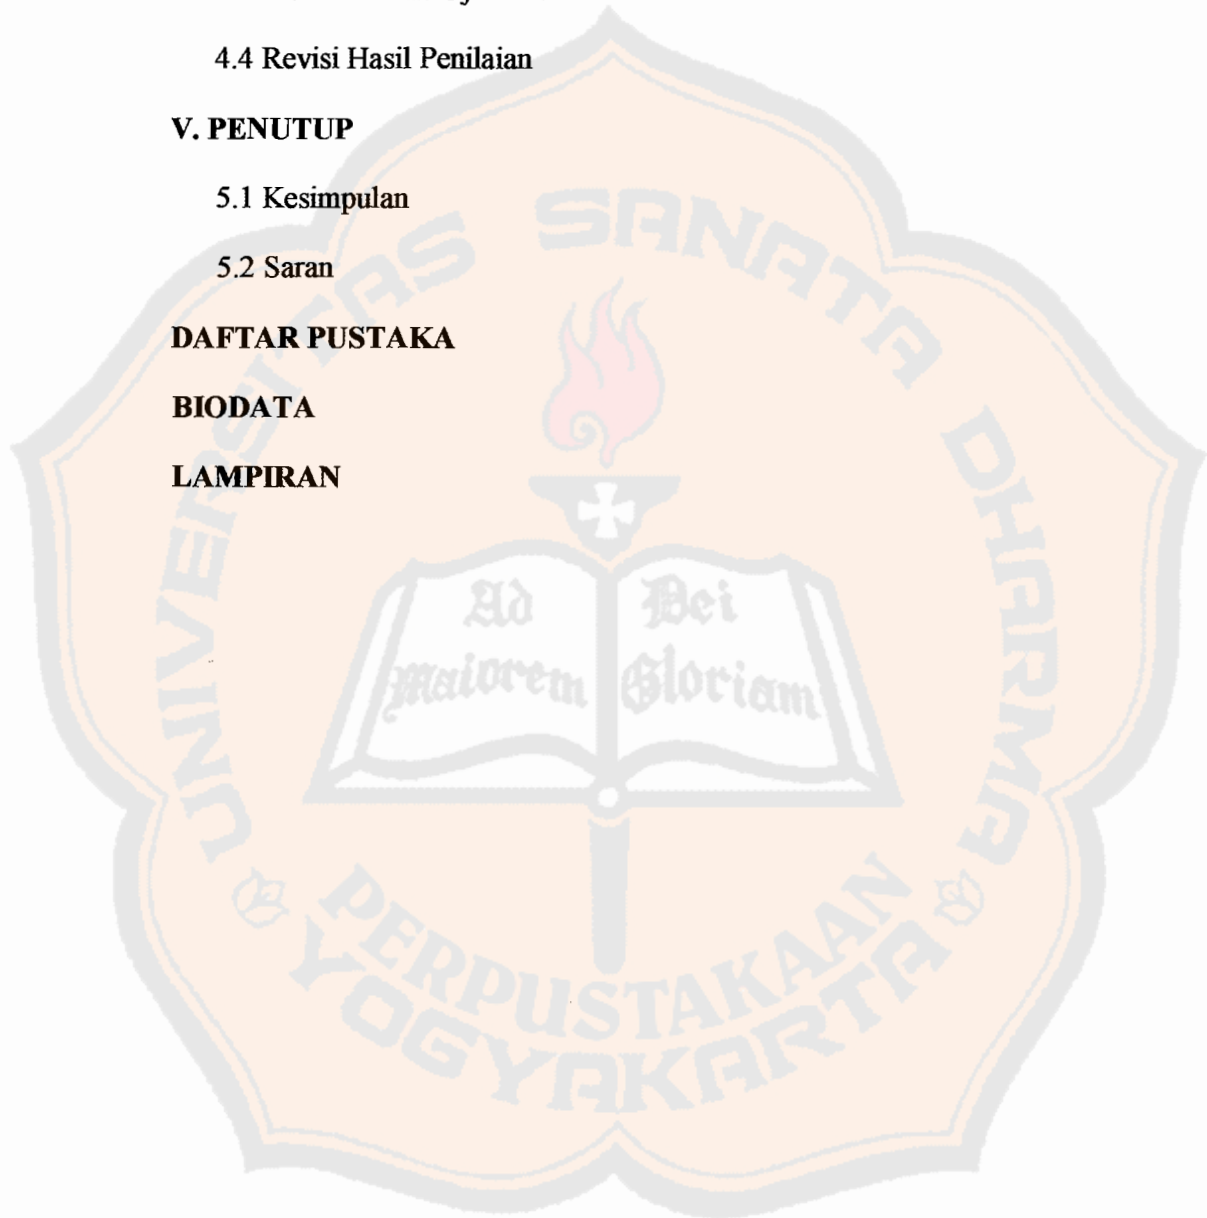 4.4 Revisi Hasil Penilaian
V. PENUTUP
5.1 Kesimpulan
5.2 Saran
DAFTAR PUSTAKA
BIODATA
LAMPIRAN
UNIVERSITAS SANATA DHARMA
Ad Dei
Maiorem Gloriam
PERPUSTAKAAN
YOGYAKARTA